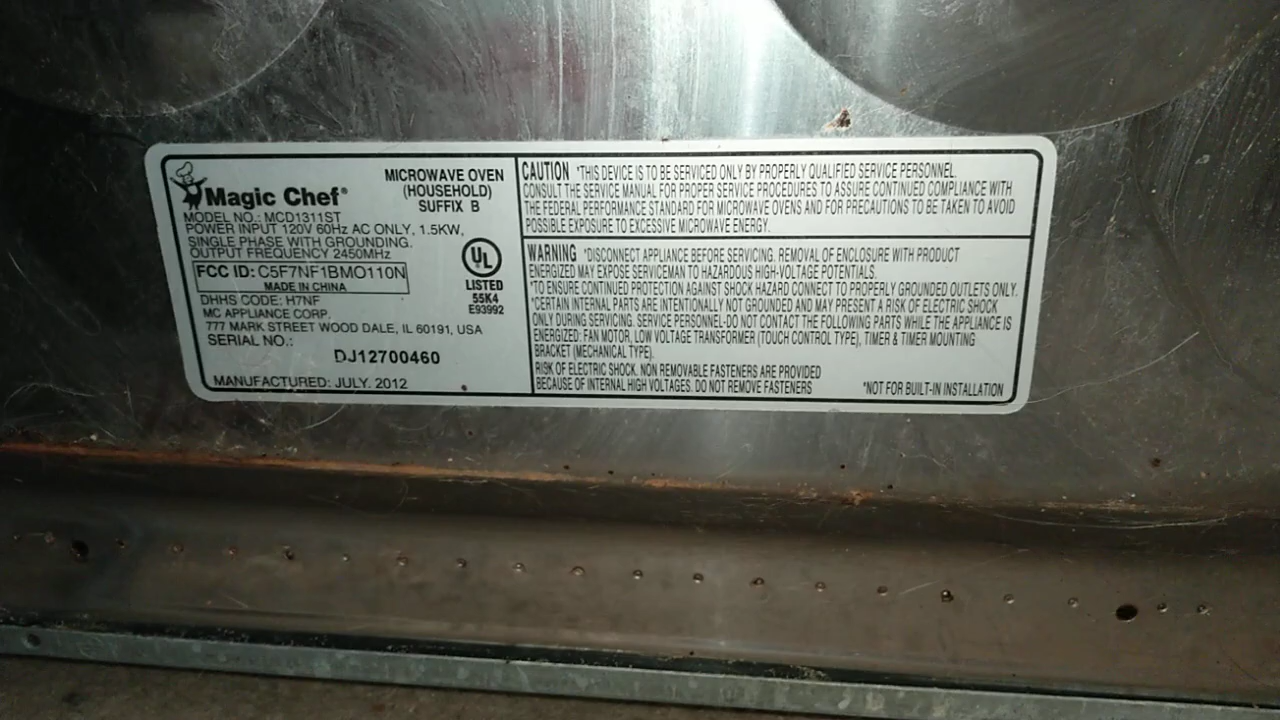 Magic Chef®
MICROWAVE OVEN
(HOUSEHOLD)
SUFFIX B
MODEL NO.: MCD1311ST
POWER INPUT 120V 60Hz AC ONLY, 1.5KW,
SINGLE PHASE WITH GROUNDING.
OUTPUT FREQUENCY 2450MHz
FCC ID: C5F7NF1BMO110N
MADE IN CHINA
UL
LISTED
55K4
E93992
DHHS CODE: H7NF
MC APPLIANCE CORP.
777 MARK STREET WOOD DALE, IL 60191, USA
SERIAL NO.:
DJ12700460
MANUFACTURED: JULY. 2012
CAUTION *THIS DEVICE IS TO BE SERVICED ONLY BY PROPERLY QUALIFIED SERVICE PERSONNEL.
CONSULT THE SERVICE MANUAL FOR PROPER SERVICE PROCEDURES TO ASSURE CONTINUED COMPLIANCE WITH
THE FEDERAL PERFORMANCE STANDARD FOR MICROWAVE OVENS AND FOR PRECAUTIONS TO BE TAKEN TO AVOID
POSSIBLE EXPOSURE TO EXCESSIVE MICROWAVE ENERGY.
WARNING *DISCONNECT APPLIANCE BEFORE SERVICING. REMOVAL OF ENCLOSURE WITH PRODUCT
ENERGIZED MAY EXPOSE SERVICEMAN TO HAZARDOUS HIGH-VOLTAGE POTENTIALS.
*TO ENSURE CONTINUED PROTECTION AGAINST SHOCK HAZARD CONNECT TO PROPERLY GROUNDED OUTLETS ONLY.
*CERTAIN INTERNAL PARTS ARE INTENTIONALLY NOT GROUNDED AND MAY PRESENT A RISK OF ELECTRIC SHOCK
ONLY DURING SERVICING. SERVICE PERSONNEL-DO NOT CONTACT THE FOLLOWING PARTS WHILE THE APPLIANCE IS
ENERGIZED: FAN MOTOR, LOW VOLTAGE TRANSFORMER (TOUCH CONTROL TYPE), TIMER & TIMER MOUNTING
BRACKET (MECHANICAL TYPE).
RISK OF ELECTRIC SHOCK. NON REMOVABLE FASTENERS ARE PROVIDED
BECAUSE OF INTERNAL HIGH VOLTAGES. DO NOT REMOVE FASTENERS
*NOT FOR BUILT-IN INSTALLATION